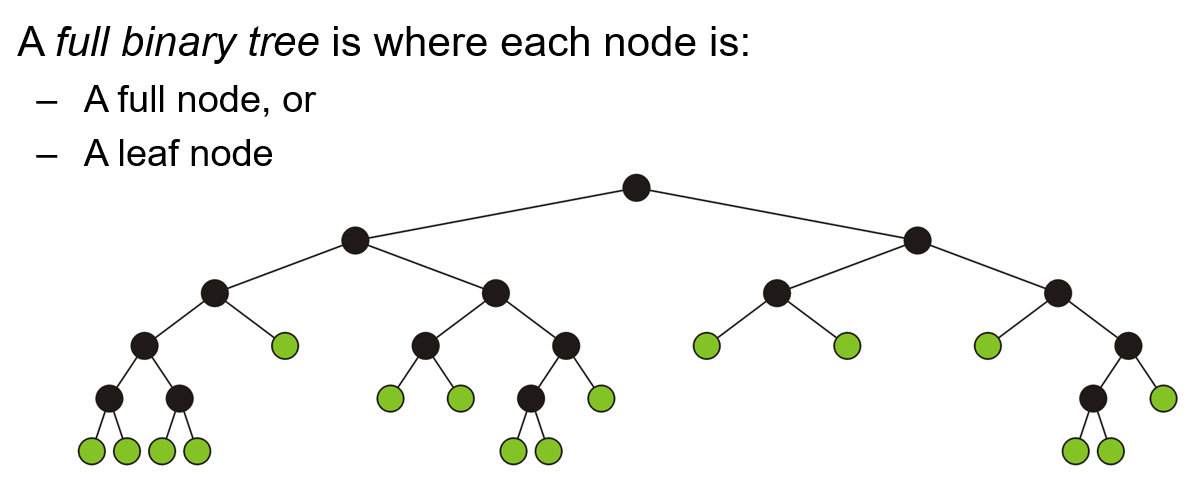 A full binary tree is where each node is:
– A full node, or
– A leaf node